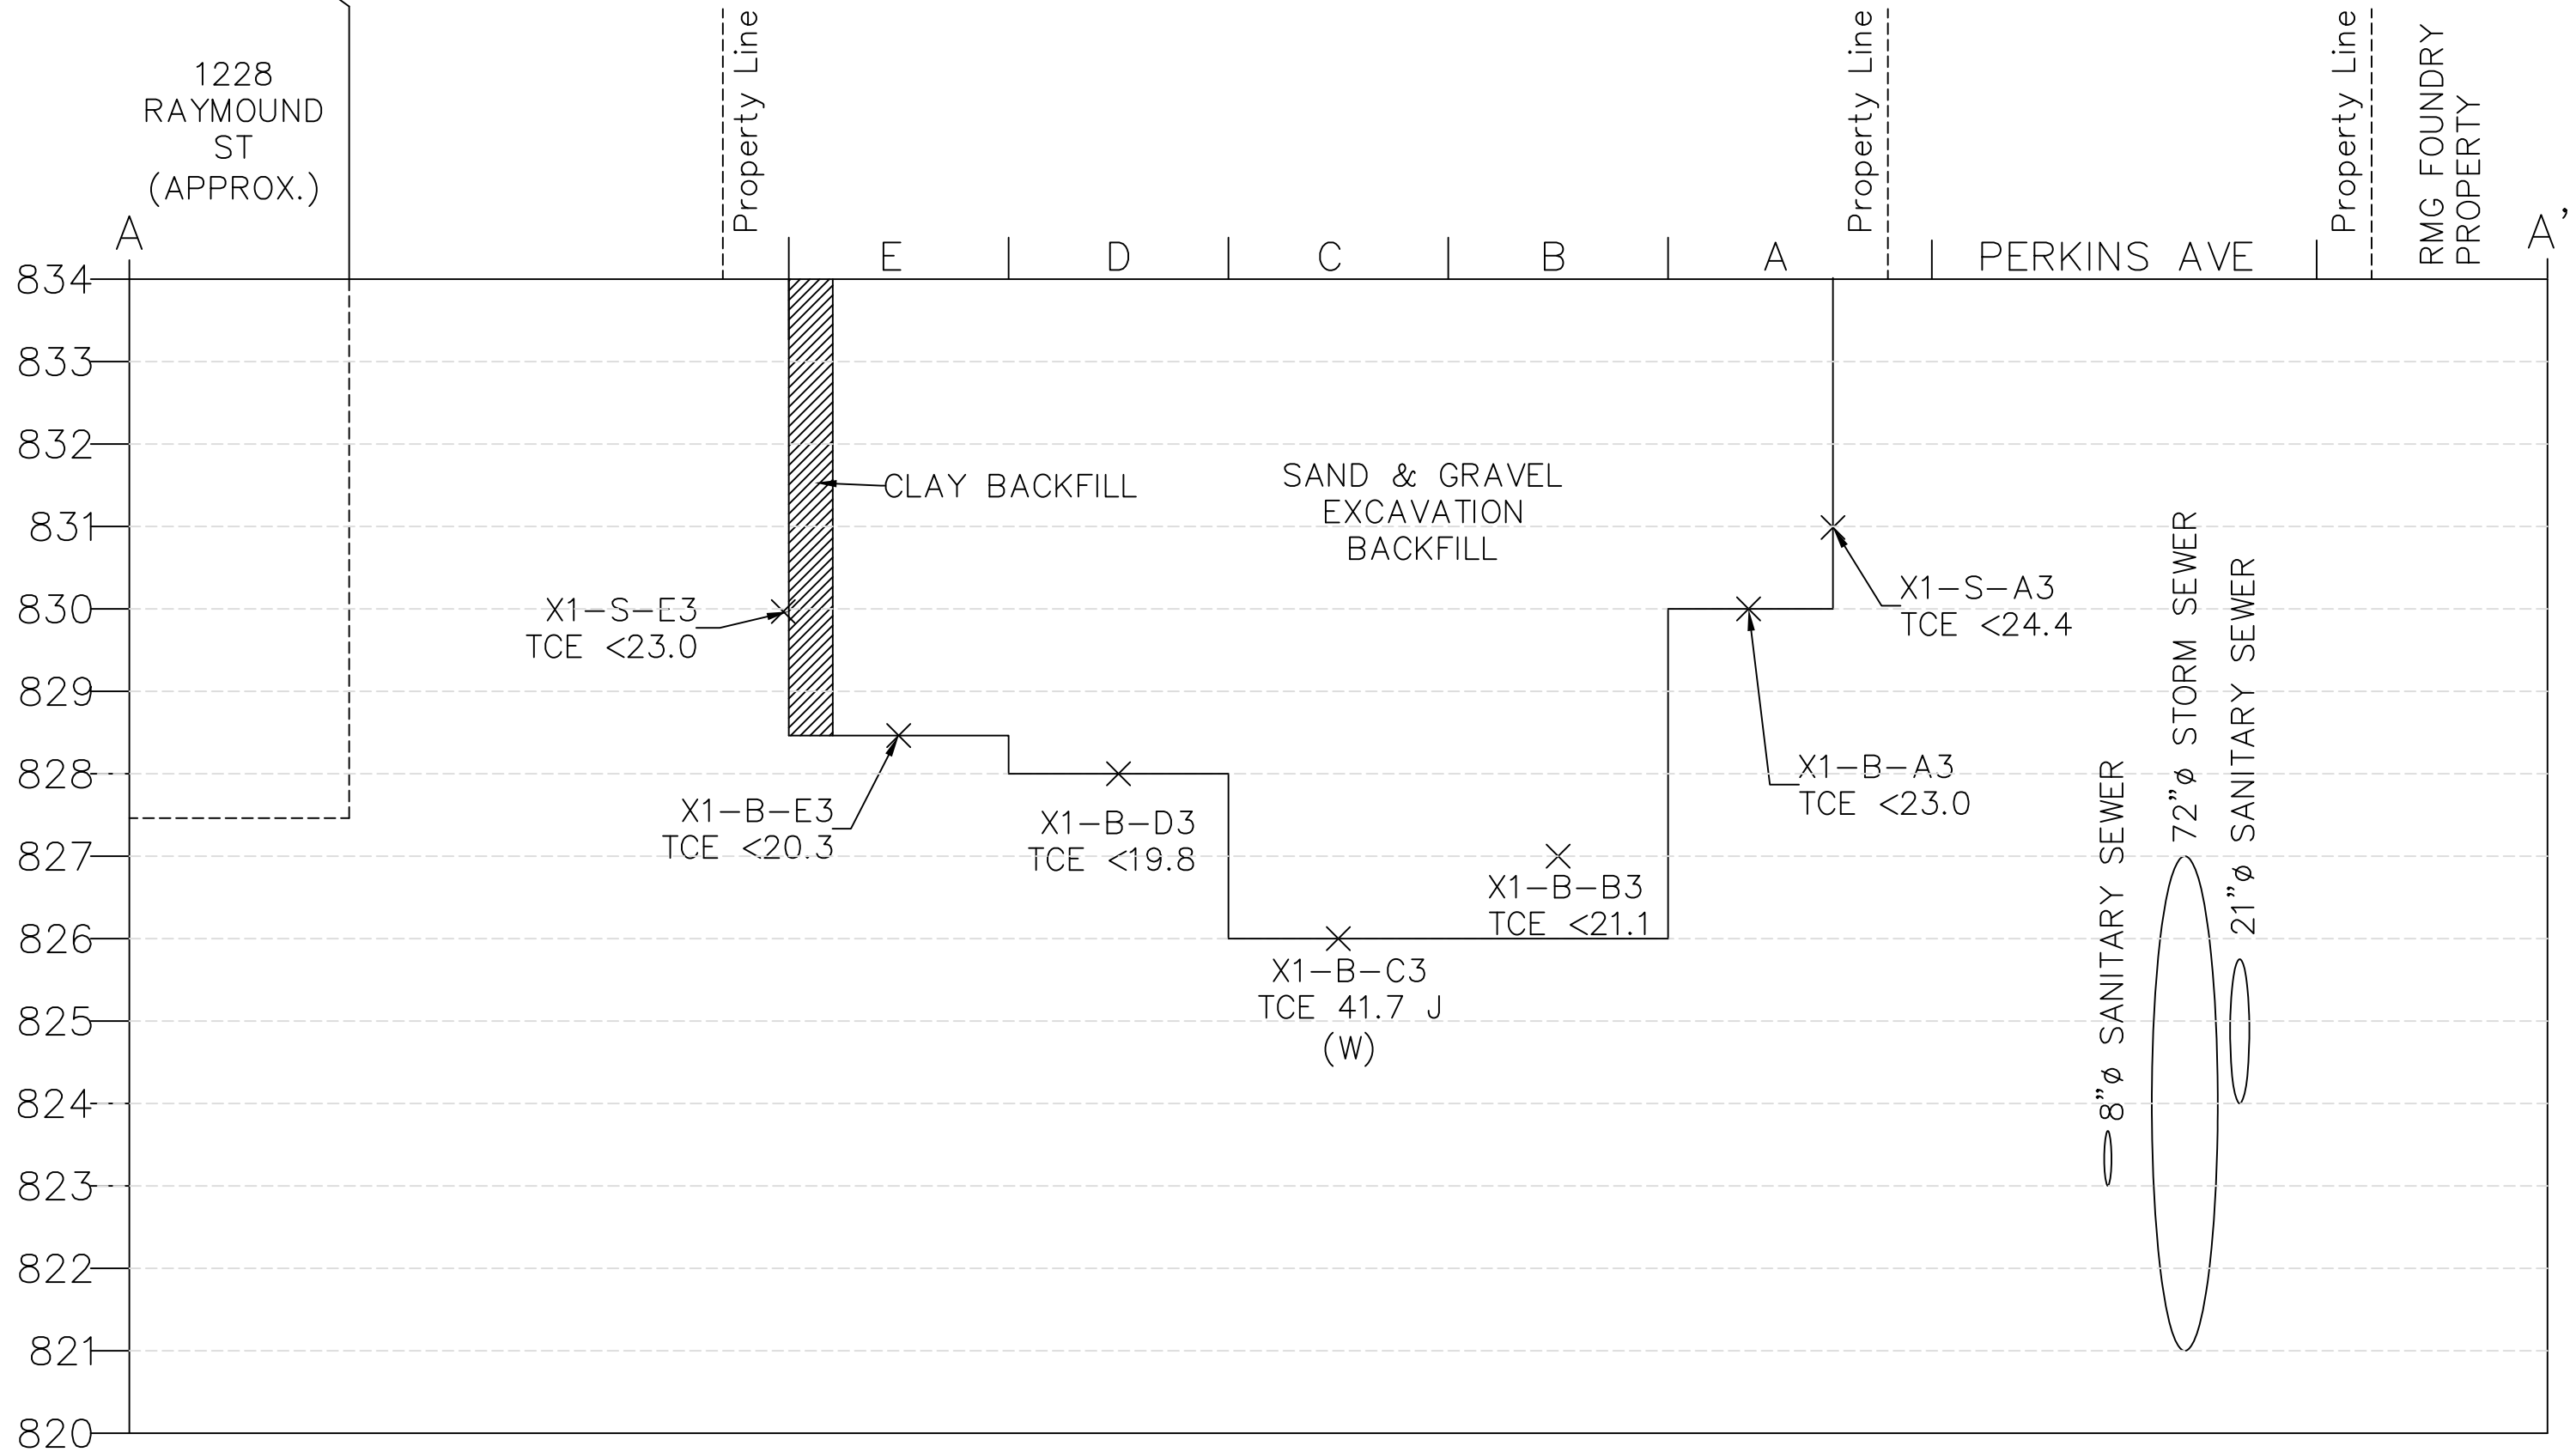 1228
RAYMOUND
ST
(APPROX.)
Property Line
Property Line
Property Line
RMG FOUNDRY
PROPERTY
A
A'
E
D
C
B
A
PERKINS AVE
834
833
832
831
830
829
828
827
826
825
824
823
822
821
820
CLAY BACKFILL
SAND & GRAVEL
EXCAVATION
BACKFILL
X1-S-E3
TCE <23.0
X1-S-A3
TCE <24.4
X1-B-E3
TCE <20.3
X1-B-D3
TCE <19.8
X1-B-C3
TCE 41.7 J
(W)
X1-B-B3
TCE <21.1
X1-B-A3
TCE <23.0
8"ø SANITARY SEWER
72"ø STORM SEWER
21"ø SANITARY SEWER